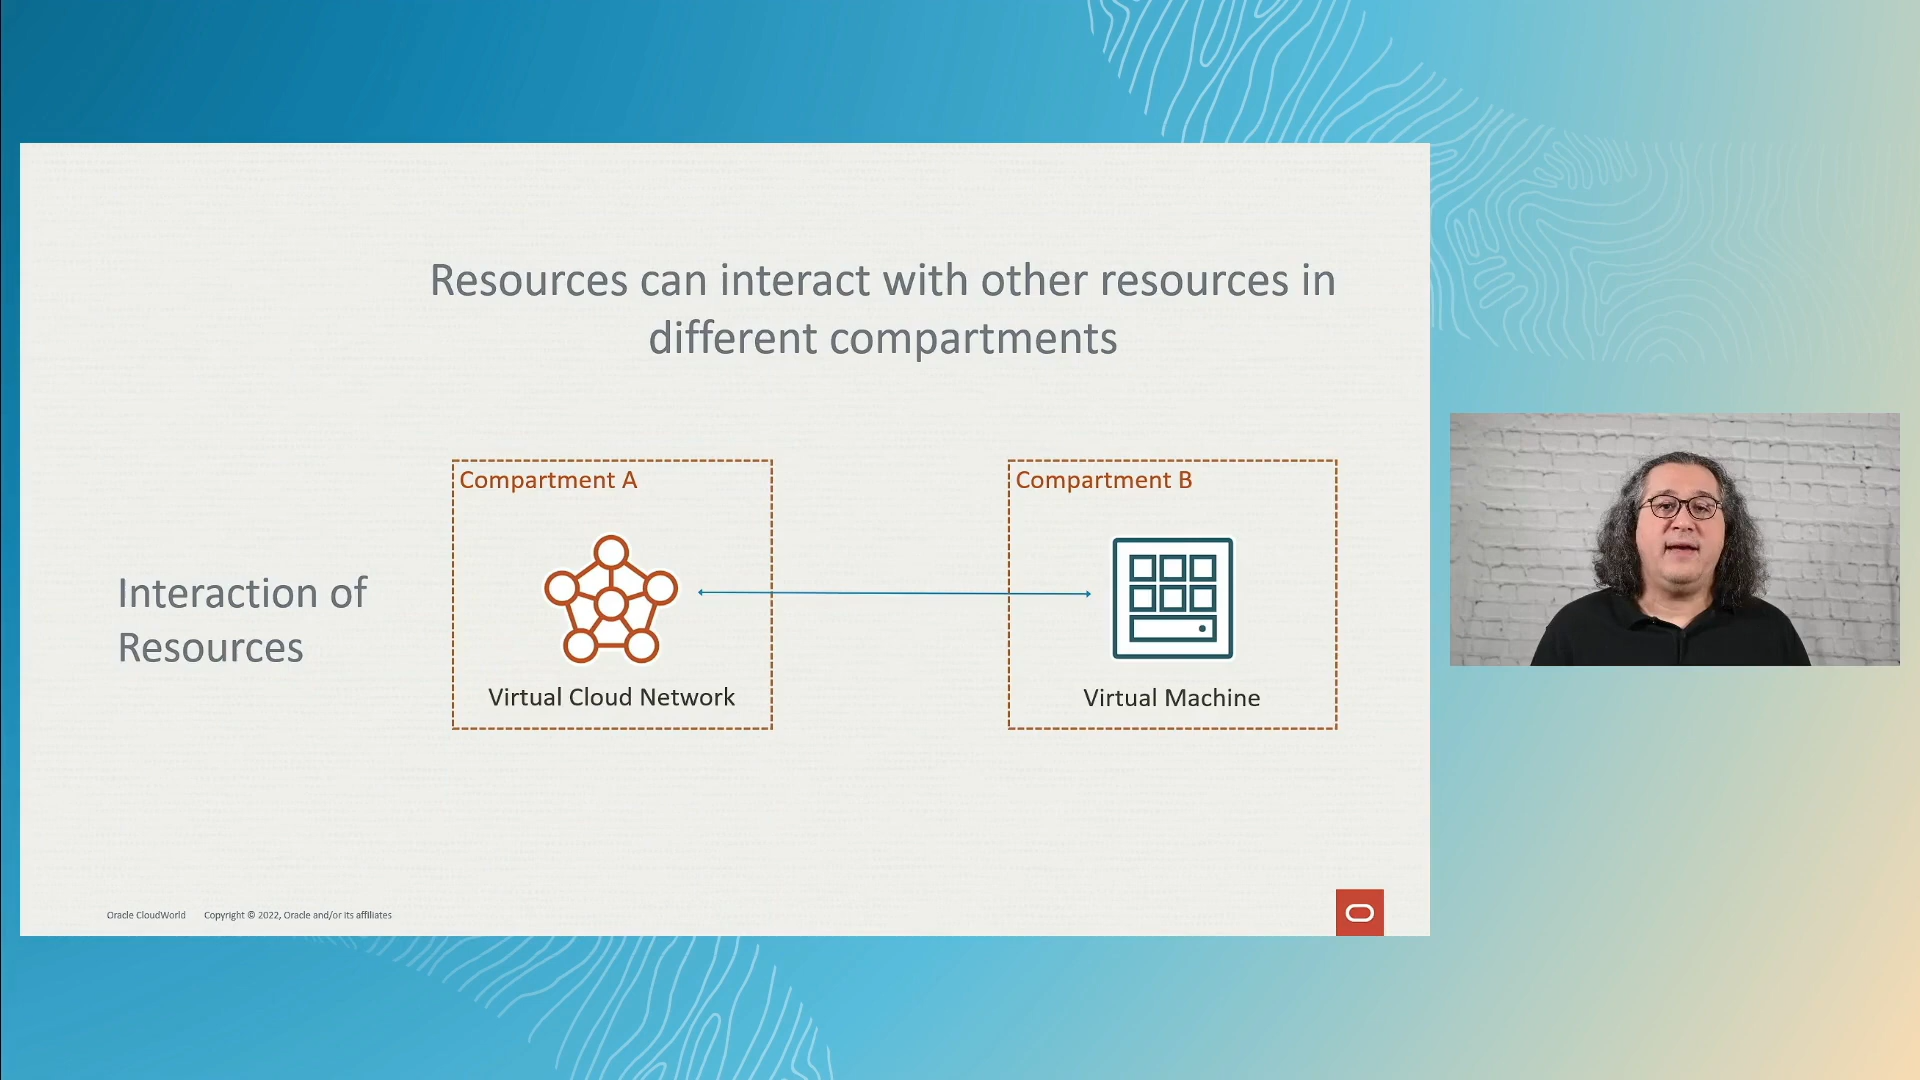 Resources can interact with other resources in
different compartments
Interaction of
Resources
Compartment A
Virtual Cloud Network
Compartment B
Virtual Machine
Oracle CloudWorld Copyright © 2022, Oracle and/or its affiliates